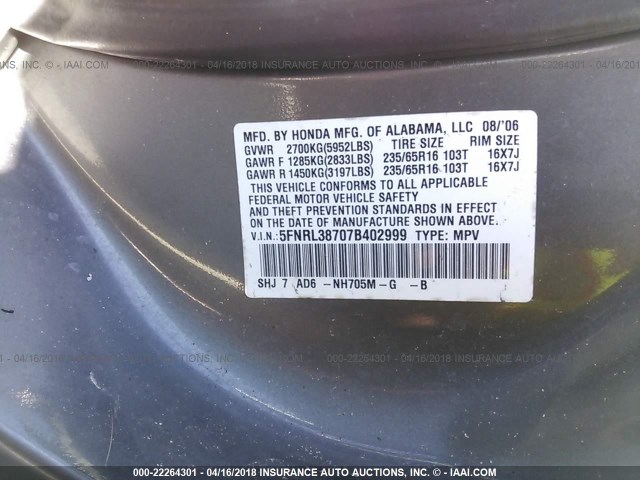 MFD. BY HONDA MFG. OF ALABAMA, LLC 08/'06
GVWR 2700KG(5952LBS) TIRE SIZE RIM SIZE
GAWR F 1285KG(2833LBS) 235/65R16 103T 16X7J
GAWR R 1450KG(3197LBS) 235/65R16 103T 16X7J
THIS VEHICLE CONFORMS TO ALL APPLICABLE
FEDERAL MOTOR VEHICLE SAFETY
AND THEFT PREVENTION STANDARDS IN EFFECT
ON THE DATE OF MANUFACTURE SHOWN ABOVE.
V.I.N.: 5FNRL38707B402999 TYPE: MPV
SHJ 7 AD6 -NH705M-G -B
000-22264301 - 04/16/2018 INSURANCE AUTO AUCTIONS, INC. - © IAAI.COM